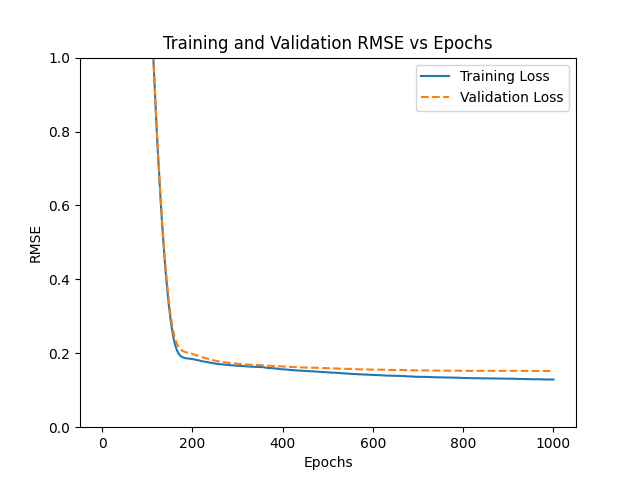 Training and Validation RMSE vs Epochs
Training Loss
Validation Loss
RMSE
1.0
0.8
0.6
0.4
0.2
0.0
0 200 400 600 800 1000
Epochs